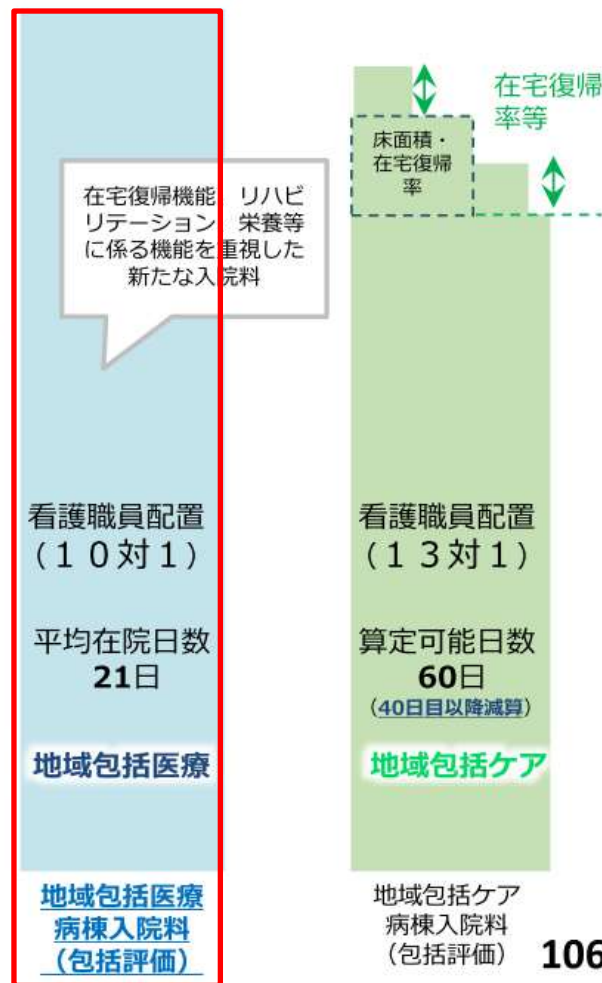 在宅復帰機能 リハビ
リテーション 栄養等
に係る機能を重視した
新たな入院料
看護職員配置
(１０対１)
平均在院日数
21日
地域包括医療
地域包括医療
病棟入院料
(包括評価)
在宅復帰
率等
床面積・
在宅復帰
率
看護職員配置
(１３対１)
算定可能日数
60日
(40日目以降減算)
地域包括ケア
地域包括ケア
病棟入院料
(包括評価)
106